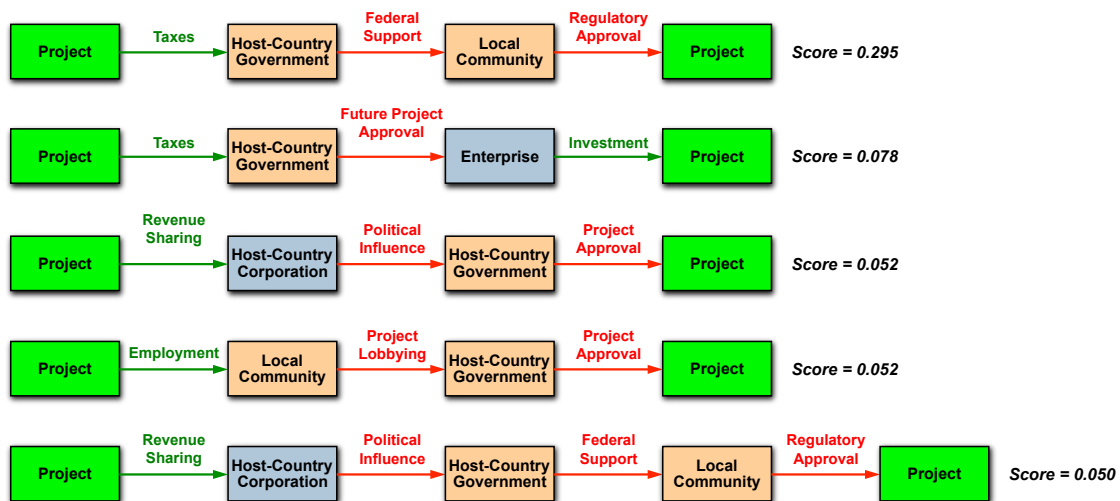 Project
Taxes
Host-Country
Government
Federal
Support
Local
Community
Regulatory
Approval
Project
Score = 0.295
Project
Taxes
Host-Country
Government
Future Project
Approval
Enterprise
Investment
Project
Score = 0.078
Project
Revenue
Sharing
Host-Country
Corporation
Political
Influence
Host-Country
Government
Project
Approval
Project
Score = 0.052
Project
Employment
Local
Community
Project
Lobbying
Host-Country
Government
Project
Approval
Project
Score = 0.052
Project
Revenue
Sharing
Host-Country
Corporation
Political
Influence
Host-Country
Government
Federal
Support
Local
Community
Regulatory
Approval
Project
Score = 0.050